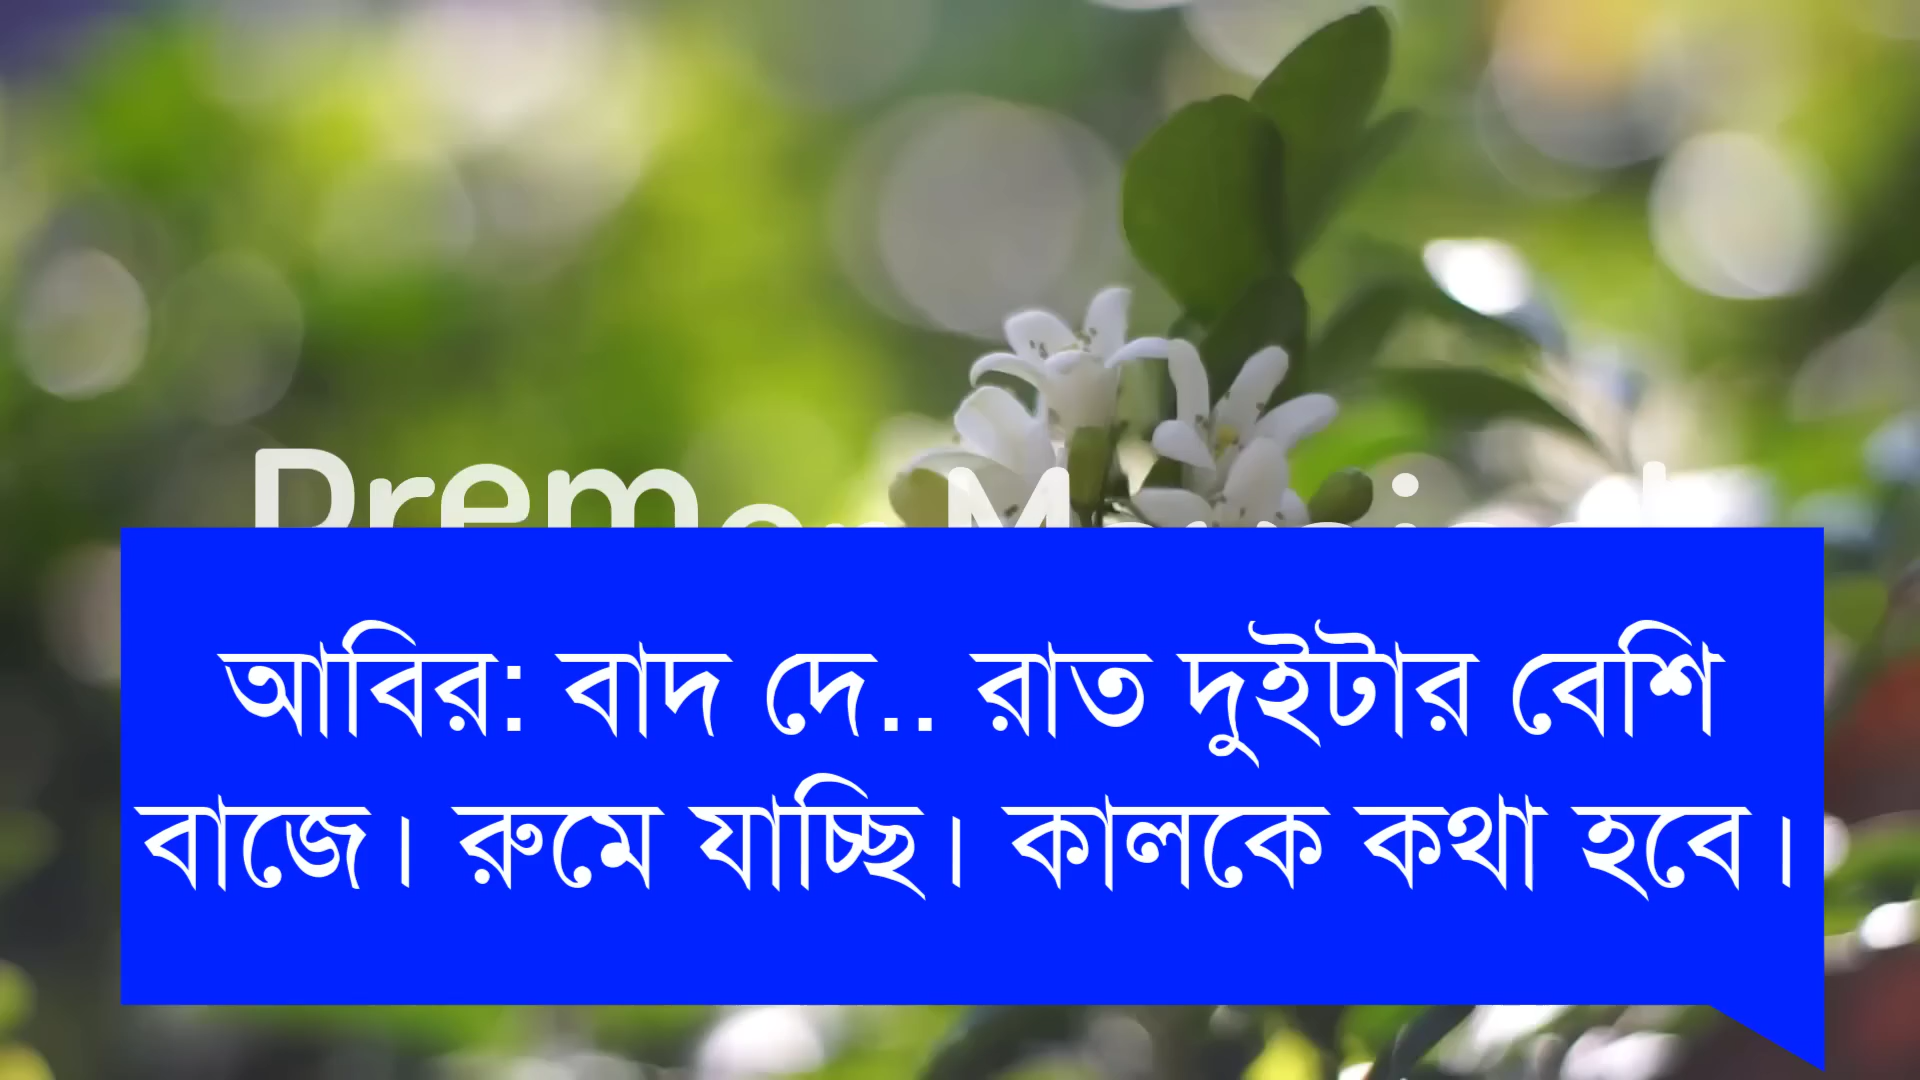 আবির: বাদ দে.. রাত দুইটার বেশি
বাজে। রুমে যাচ্ছি। কালকে কথা হবে।